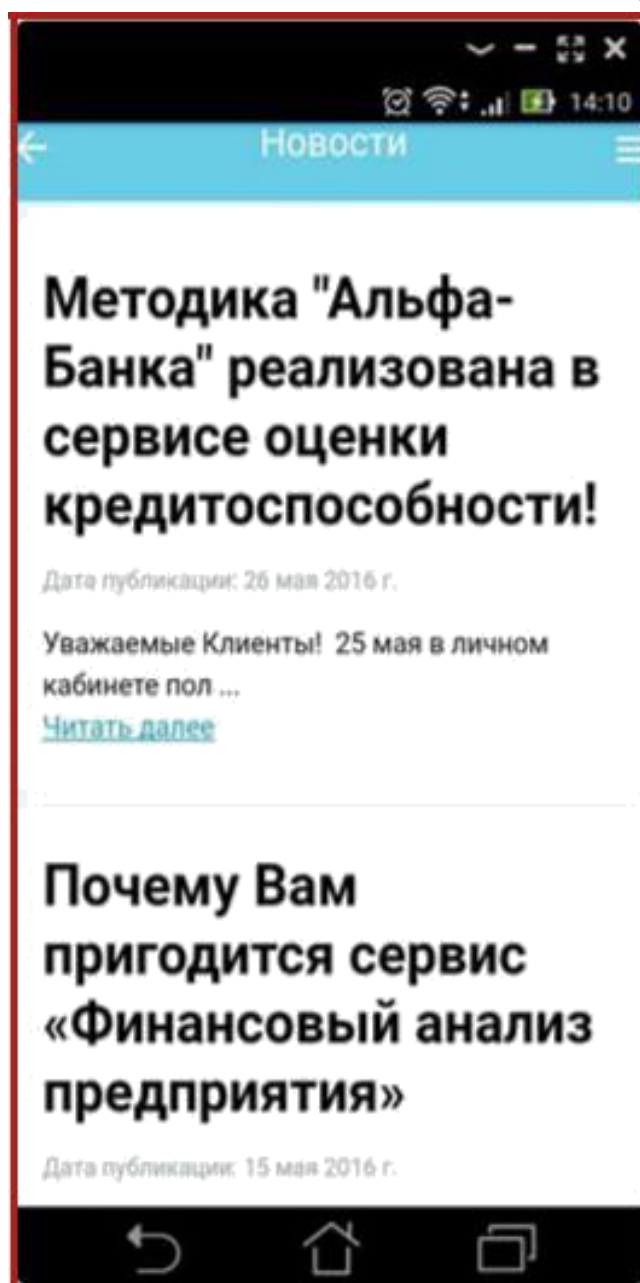 14:10
Новости
Методика "Альфа-
Банка" реализована в
сервисе оценки
кредитоспособности!
Дата публикации: 26 мая 2016 г.
Уважаемые Клиенты! 25 мая в личном
кабинете пол ...
Читать далее
Почему Вам
пригодится сервис
«Финансовый анализ
предприятия»
Дата публикации: 15 мая 2016 г.